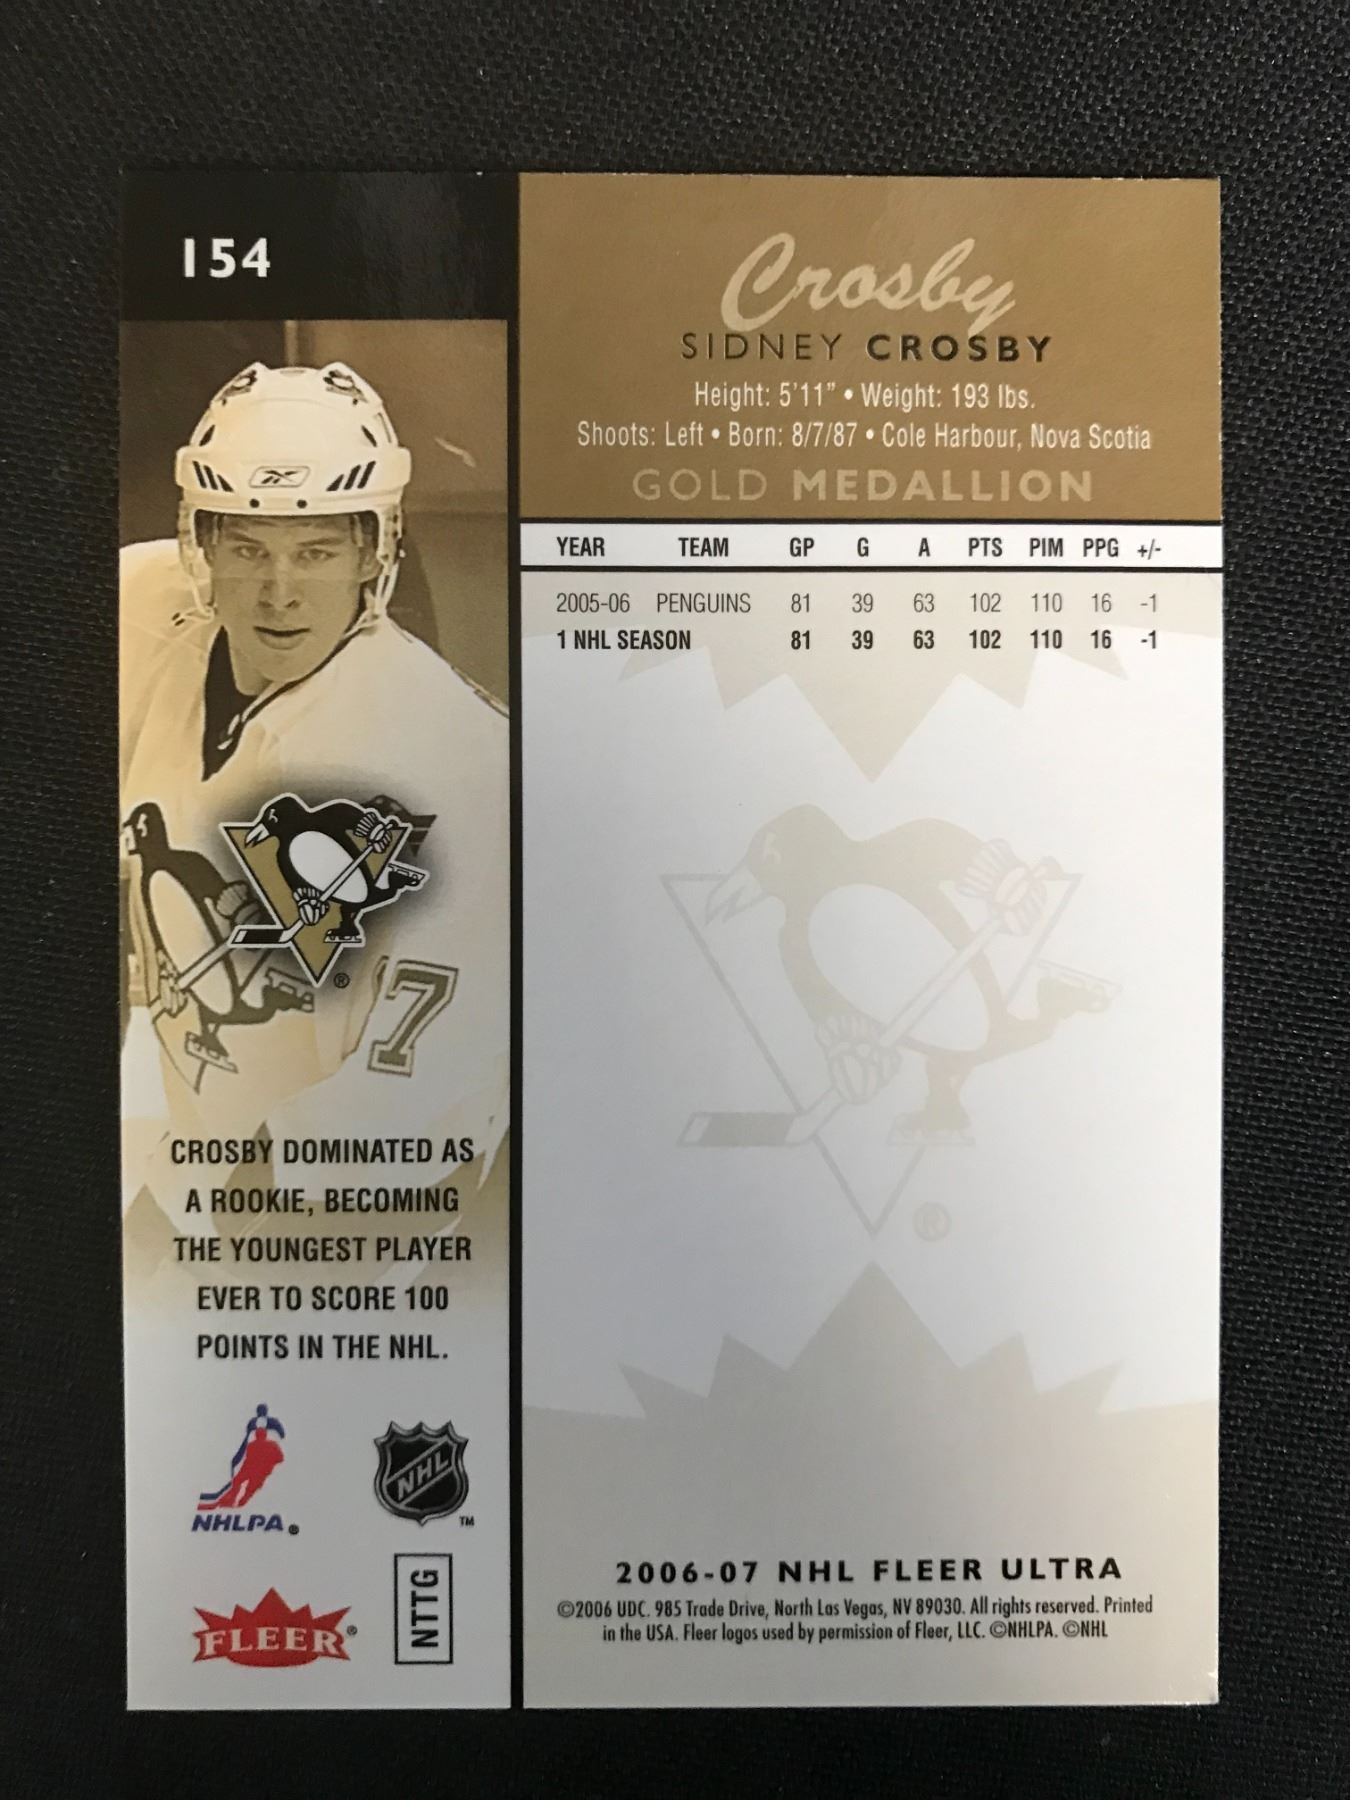 154
Crosby
SIDNEY CROSBY
Height: 5'11" • Weight: 193 lbs.
Shoots: Left • Born: 8/7/87 • Cole Harbour, Nova Scotia
GOLD MEDALLION
YEAR TEAM GP G A PTS PIM PPG +/-
2005-06 PENGUINS 81 39 63 102 110 16 -1
1 NHL SEASON 81 39 63 102 110 16 -1
7
®
®
CROSBY DOMINATED AS
A ROOKIE, BECOMING
THE YOUNGEST PLAYER
EVER TO SCORE 100
POINTS IN THE NHL.
NHLPA®
NHL™
FLEER®
NTTG
2006-07 NHL FLEER ULTRA
©2006 UDC. 985 Trade Drive, North Las Vegas, NV 89030. All rights reserved. Printed
in the USA. Fleer logos used by permission of Fleer, LLC. ©NHLPA. ©NHL